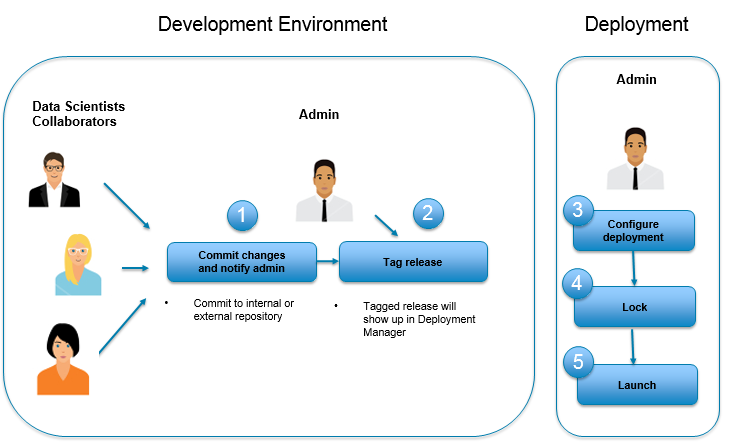 Development Environment
Deployment
Data Scientists
Collaborators
Admin
Admin
1
Commit changes
and notify admin
2
Tag release
• Commit to internal or
external repository
• Tagged release will
show up in Deployment
Manager
3
Configure
deployment
4
Lock
5
Launch